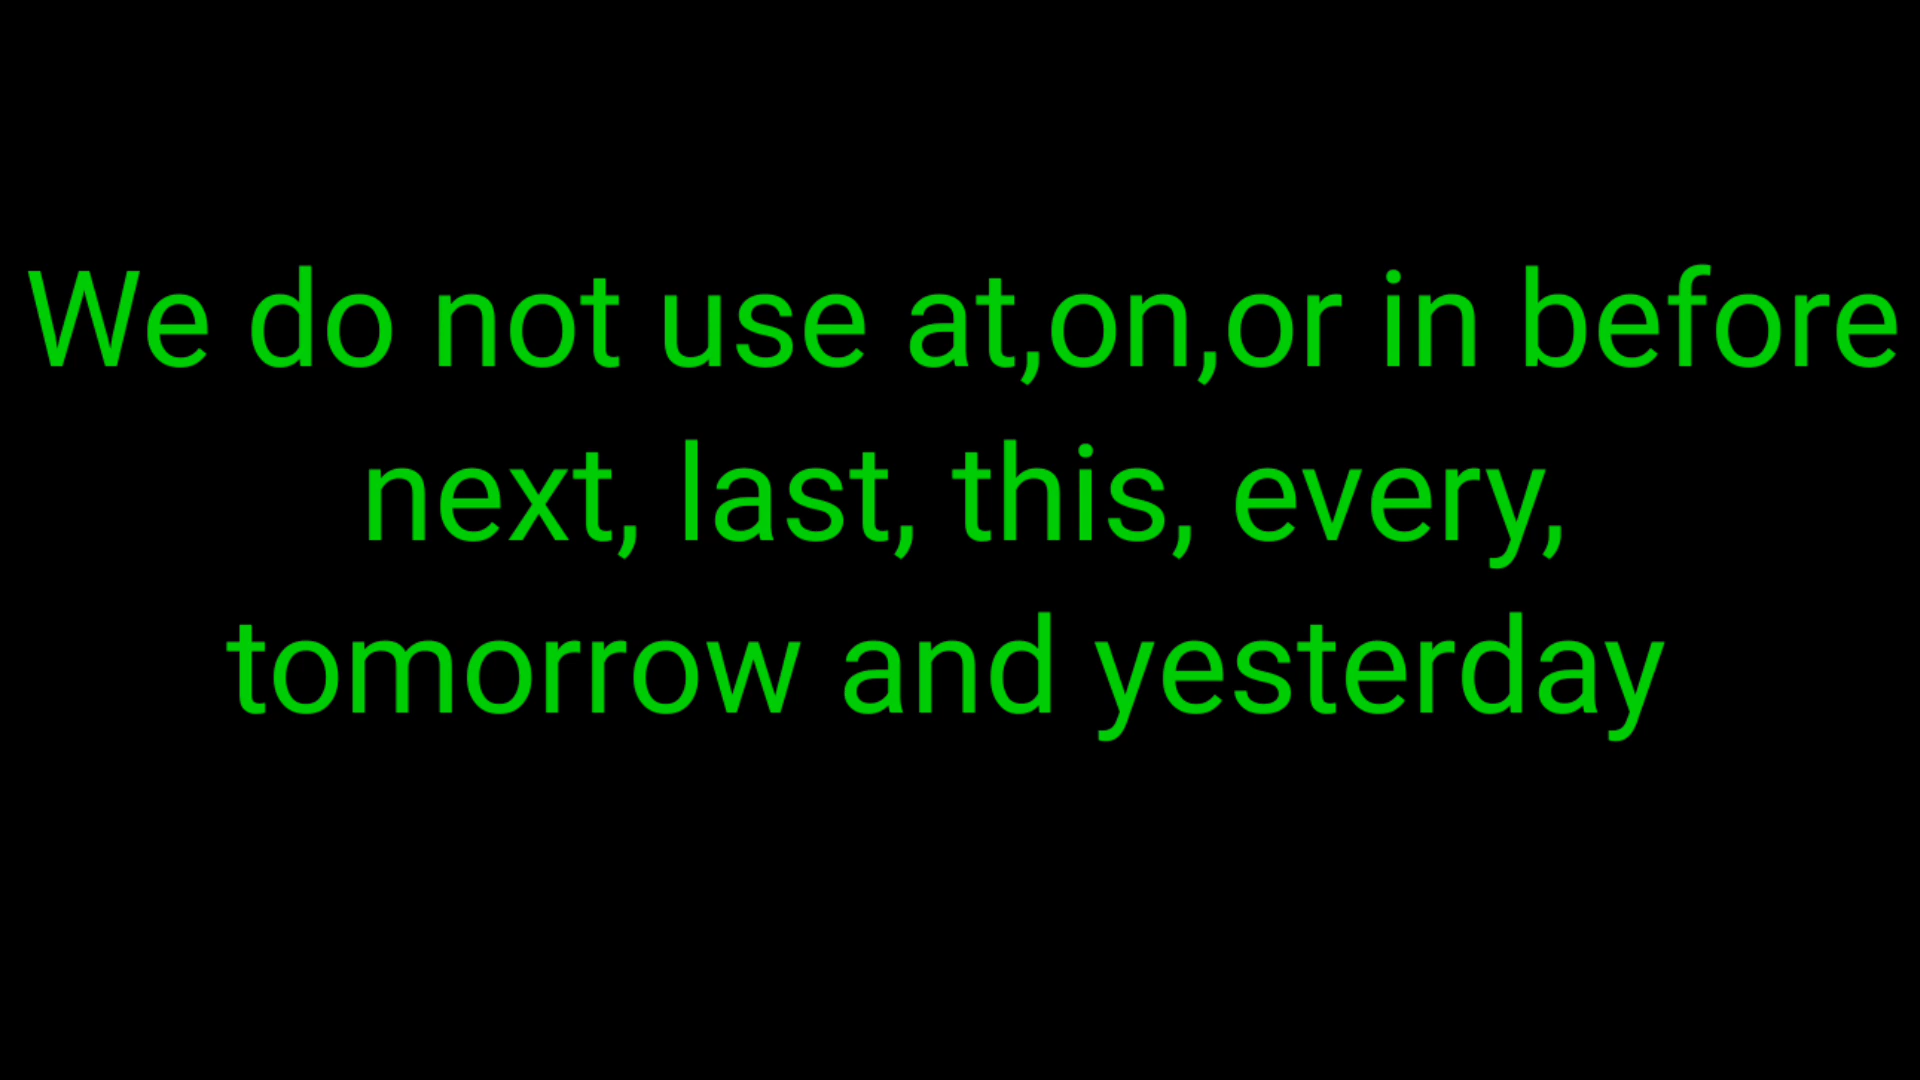 We do not use at,on,or in before
next, last, this, every,
tomorrow and yesterday